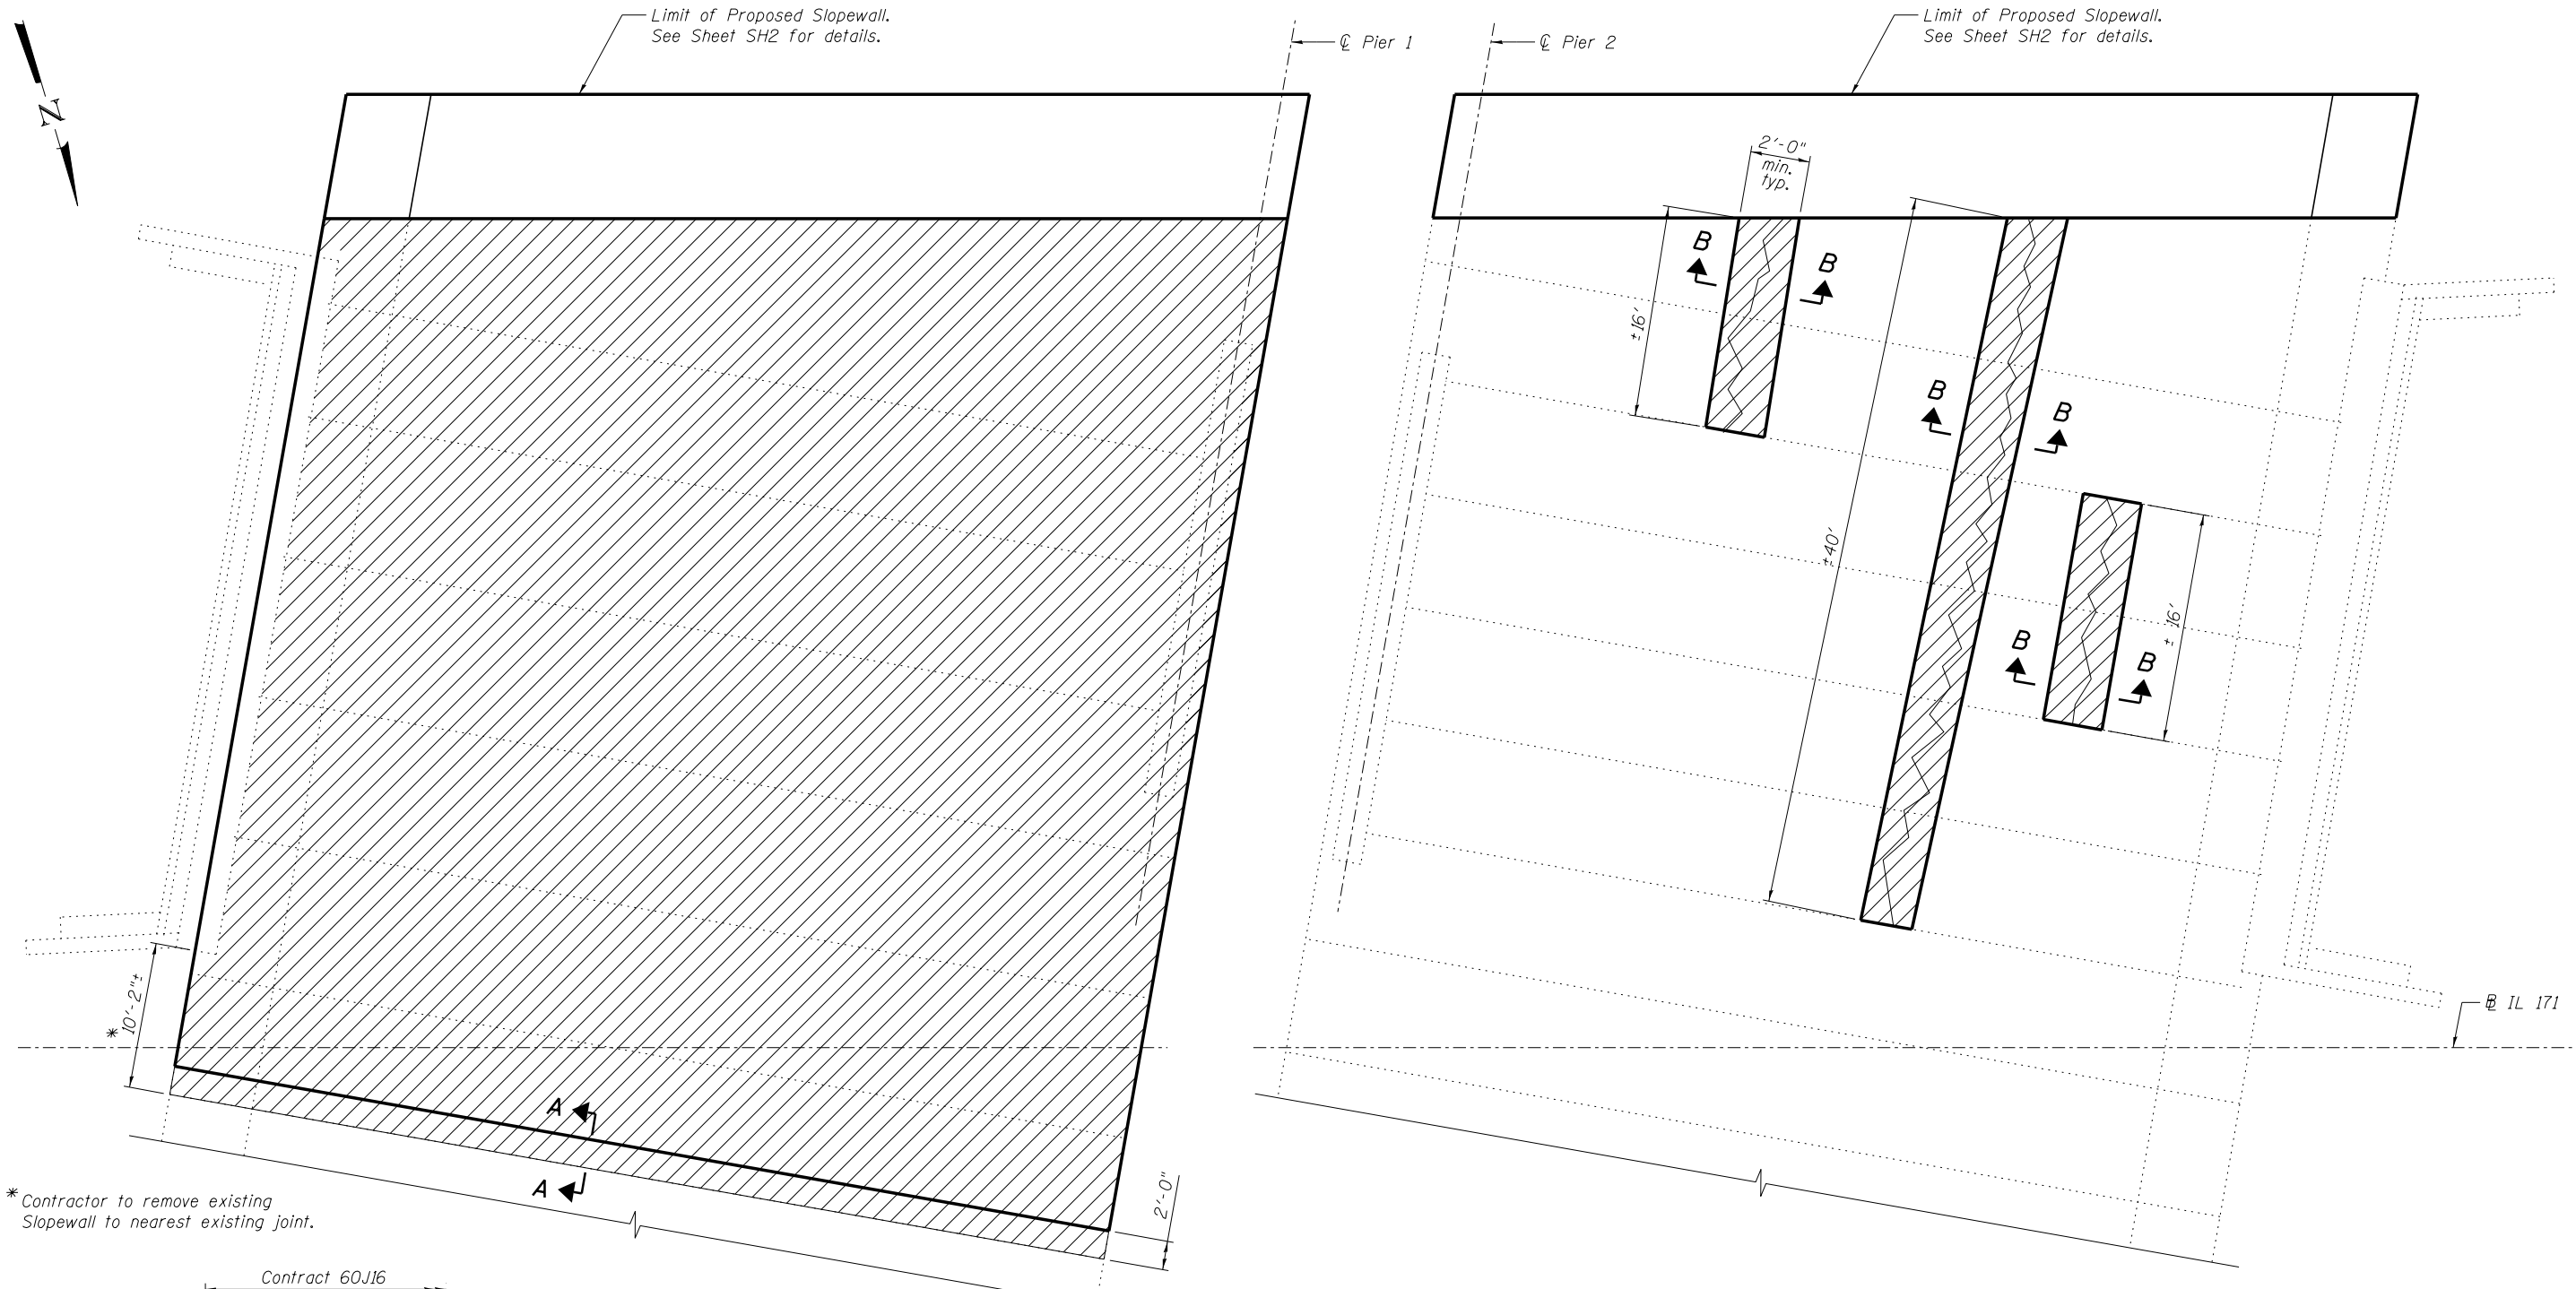 Limit of Proposed Slopewall.
See Sheet SH2 for details.
℄ Pier 1
℄ Pier 2
Limit of Proposed Slopewall.
See Sheet SH2 for details.
N
2'-0"
min.
typ.
B
B
±16'
B
B
±40'
± 16'
B
B
* 10'-2"±
℄ IL 171
A
A
2'-0"
* Contractor to remove existing
Slopewall to nearest existing joint.
Contract 60J16